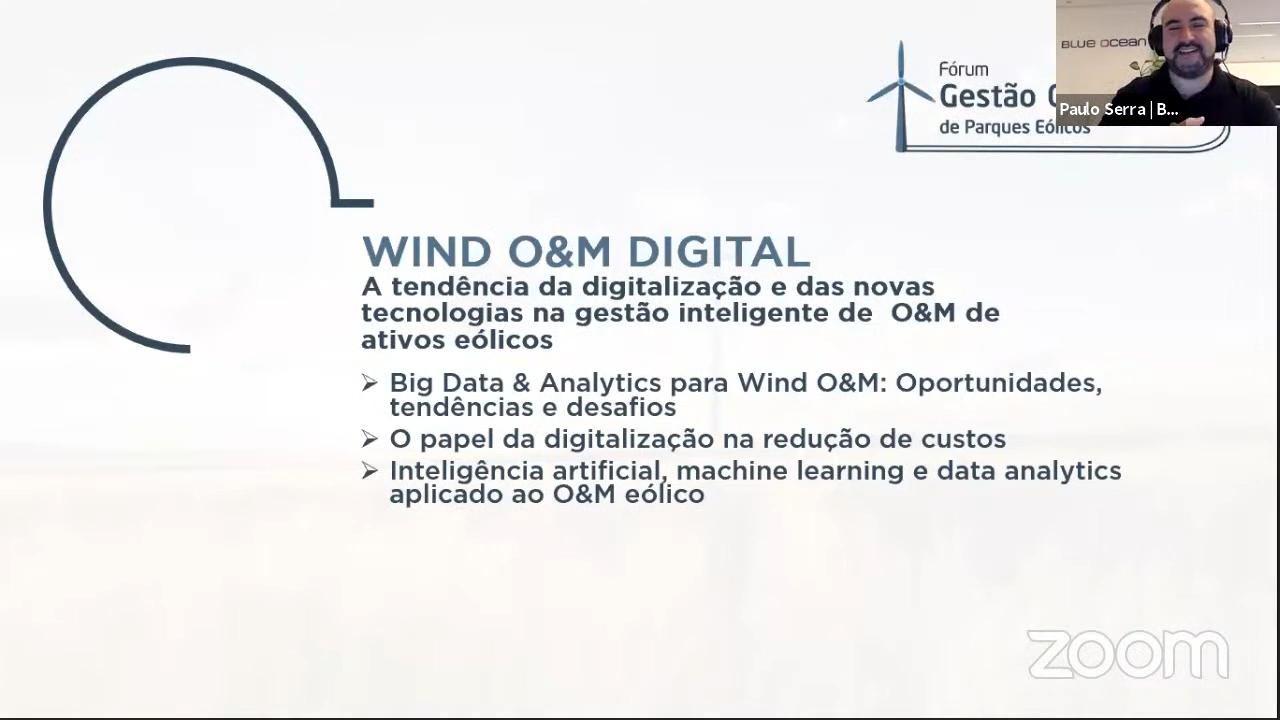 BLUE OCEAN
Paulo Serra | B...
Fórum
Gestão
de Parques Eólicos
WIND O&M DIGITAL
A tendência da digitalização e das novas
tecnologias na gestão inteligente de O&M de
ativos eólicos
➢ Big Data & Analytics para Wind O&M: Oportunidades,
tendências e desafios
➢ O papel da digitalização na redução de custos
➢ Inteligência artificial, machine learning e data analytics
aplicado ao O&M eólico
zoom